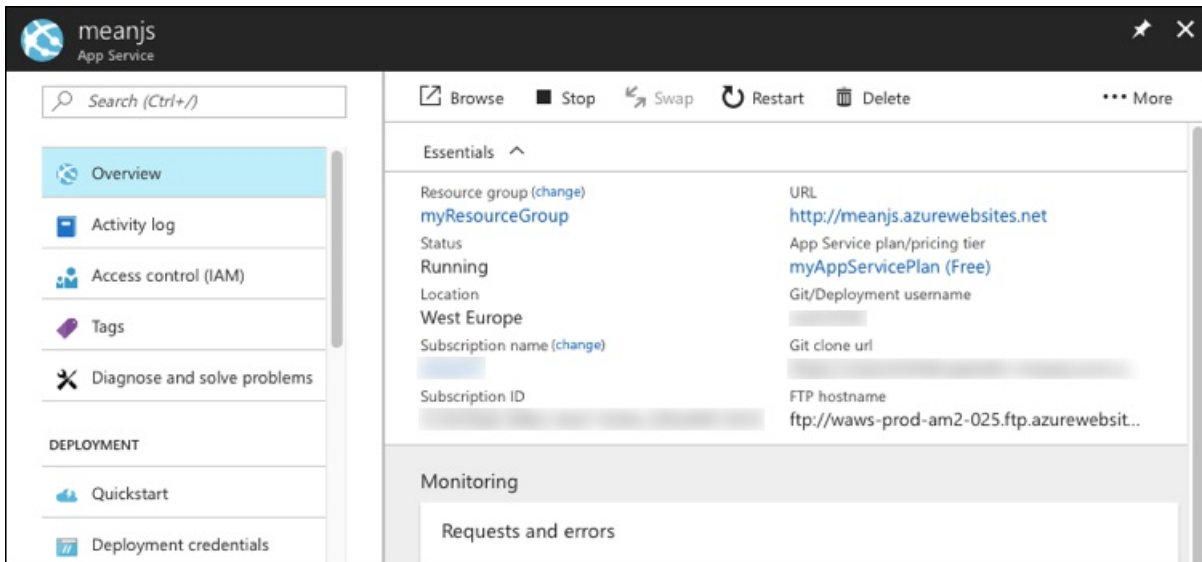 meanjs
App Service
Search (Ctrl+/)
Overview
Activity log
Access control (IAM)
Tags
Diagnose and solve problems
DEPLOYMENT
Quickstart
Deployment credentials
Browse Stop Swap Restart Delete ••• More
Essentials
Resource group (change)
myResourceGroup
Status
Running
Location
West Europe
Subscription name (change)
Subscription ID
URL
http://meanjs.azurewebsites.net
App Service plan/pricing tier
myAppServicePlan (Free)
Git/Deployment username
Git clone url
FTP hostname
ftp://waws-prod-am2-025.ftp.azurewebsit...
Monitoring
Requests and errors